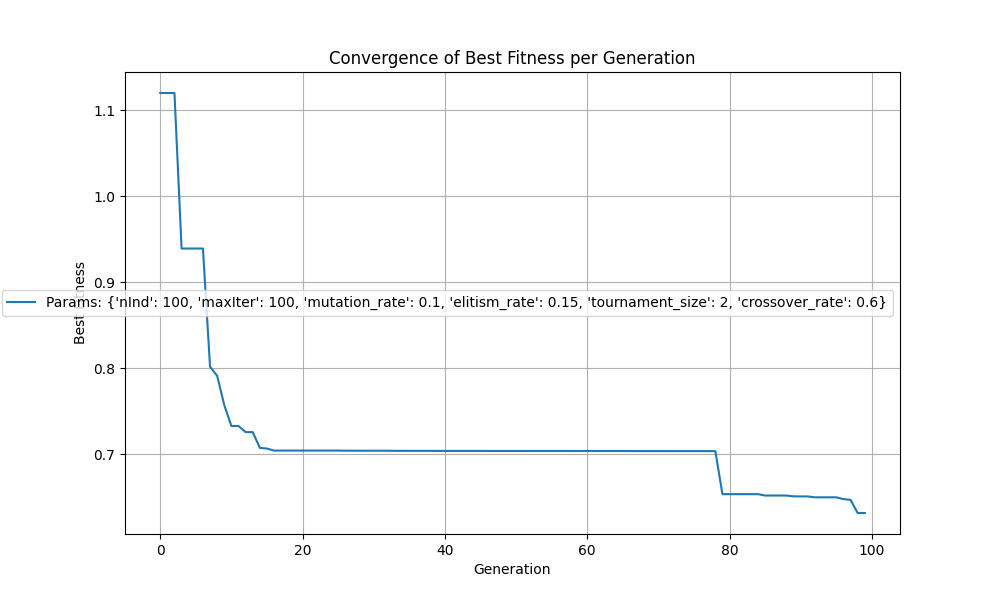 Convergence of Best Fitness per Generation
1.1
1.0
0.9
0.8
0.7
Best Fitness
Params: {'nInd': 100, 'maxIter': 100, 'mutation_rate': 0.1, 'elitism_rate': 0.15, 'tournament_size': 2, 'crossover_rate': 0.6}
0
20
40
60
80
100
Generation